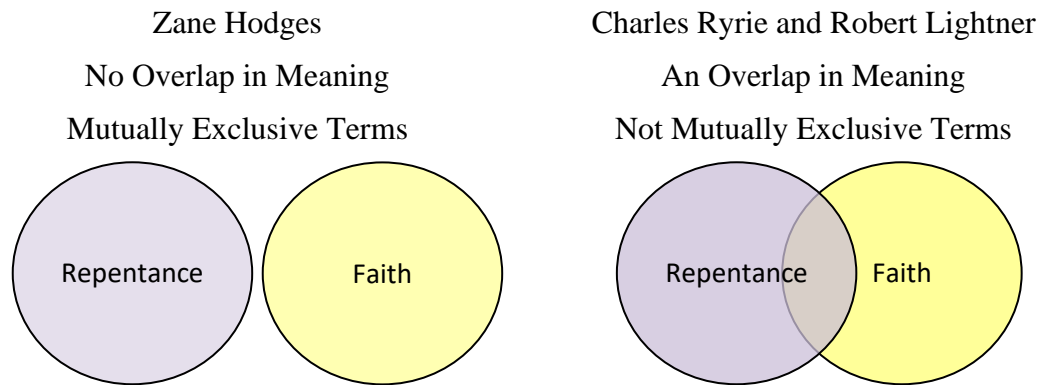 Zane Hodges
No Overlap in Meaning
Mutually Exclusive Terms
Repentance
Faith
Charles Ryrie and Robert Lightner
An Overlap in Meaning
Not Mutually Exclusive Terms
Repentance
Faith